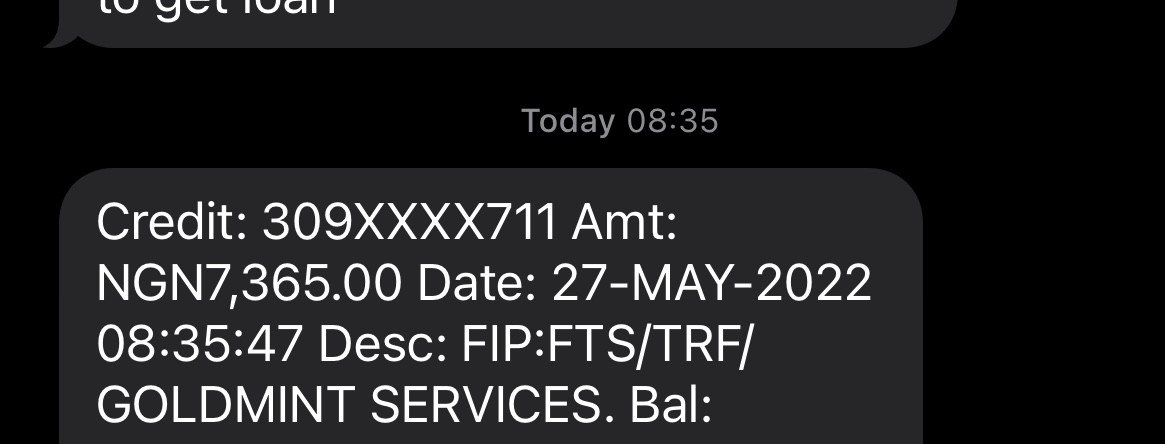 to get loan
Today 08:35
Credit: 309XXXX711 Amt:
NGN7,365.00 Date: 27-MAY-2022
08:35:47 Desc: FIP:FTS/TRF/
GOLDMINT SERVICES. Bal: